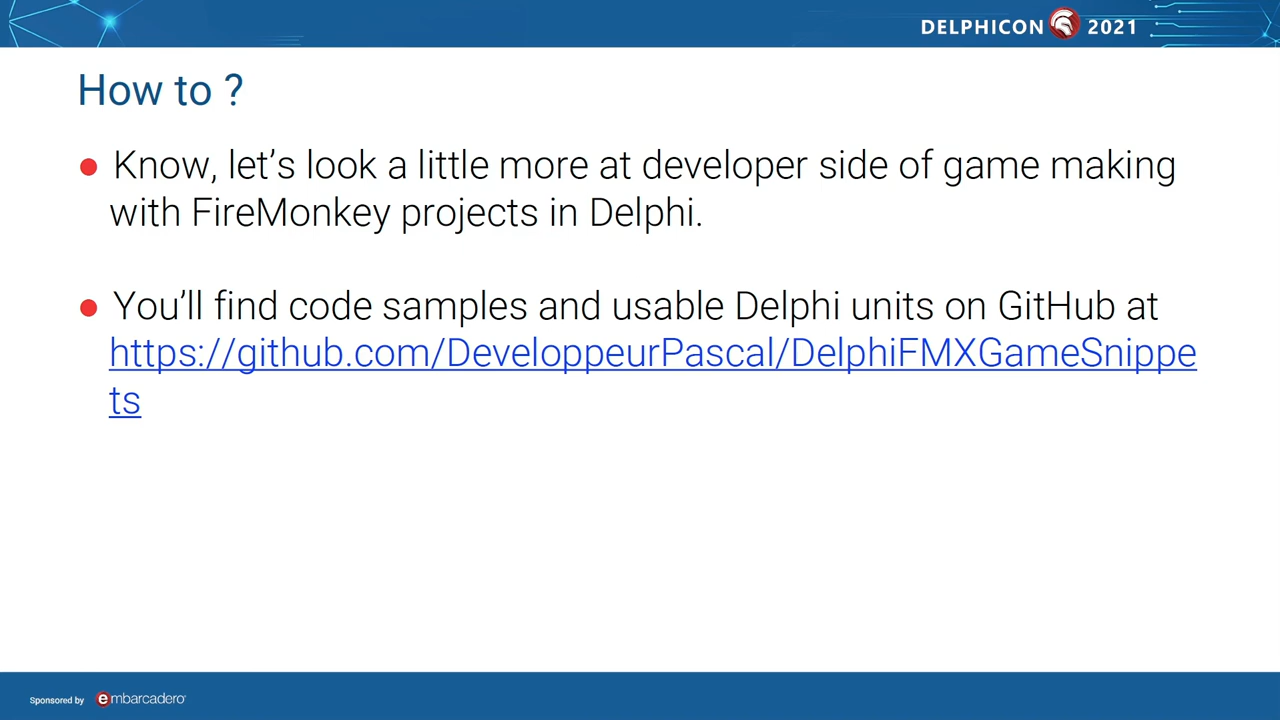 DELPHICON 2021
How to ?
Know, let’s look a little more at developer side of game making
with FireMonkey projects in Delphi.
You’ll find code samples and usable Delphi units on GitHub at
https://github.com/DeveloppeurPascal/DelphiFMXGameSnippe
ts
Sponsored by embarcadero